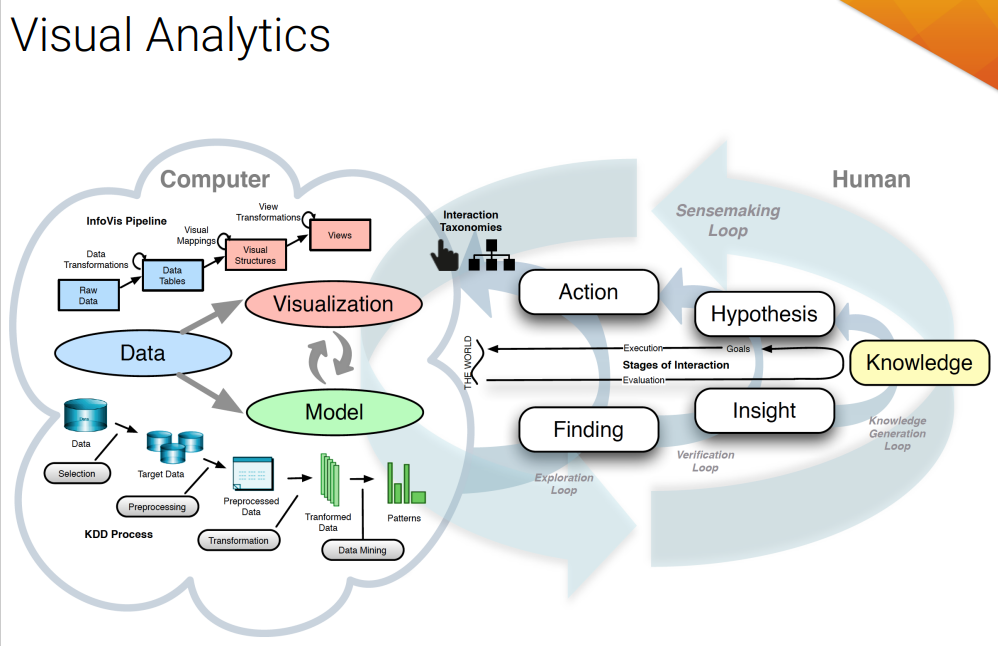 Visual Analytics
Computer
Human
InfoVis Pipeline
Raw
Data
Data
Transformations
Data
Tables
Visual
Mappings
Visual
Structures
View
Transformations
Views
Visualization
Data
Model
Data
Data
Selection
Target Data
Preprocessing
Preprocessed
Data
Transformation
Tranformed
Data
Data Mining
Patterns
KDD Process
Interaction
Taxonomies
Sensemaking
Loop
Action
Hypothesis
THE WORLD
Execution
Goals
Stages of Interaction
Evaluation
Knowledge
Finding
Insight
Exploration
Loop
Verification
Loop
Knowledge
Generation
Loop